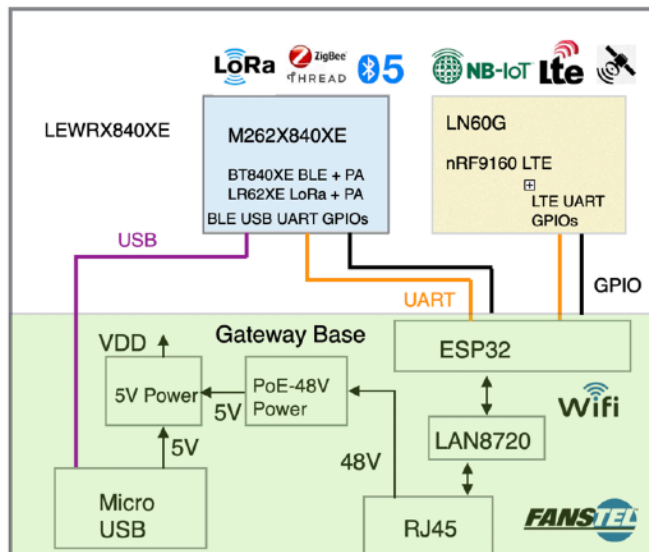 LoRa
ZigBee
THREAD
5
NB-IoT
Lte
LEWRX840XE
M262X840XE
BT840XE BLE + PA
LR62XE LoRa + PA
BLE USB UART GPIOs
LN60G
nRF9160 LTE
LTE UART
GPIOs
USB
UART
GPIO
Gateway Base
VDD
ESP32
5V Power
5V
PoE-48V
Power
Wifi
5V
48V
LAN8720
Micro
USB
RJ45
FANSTEL